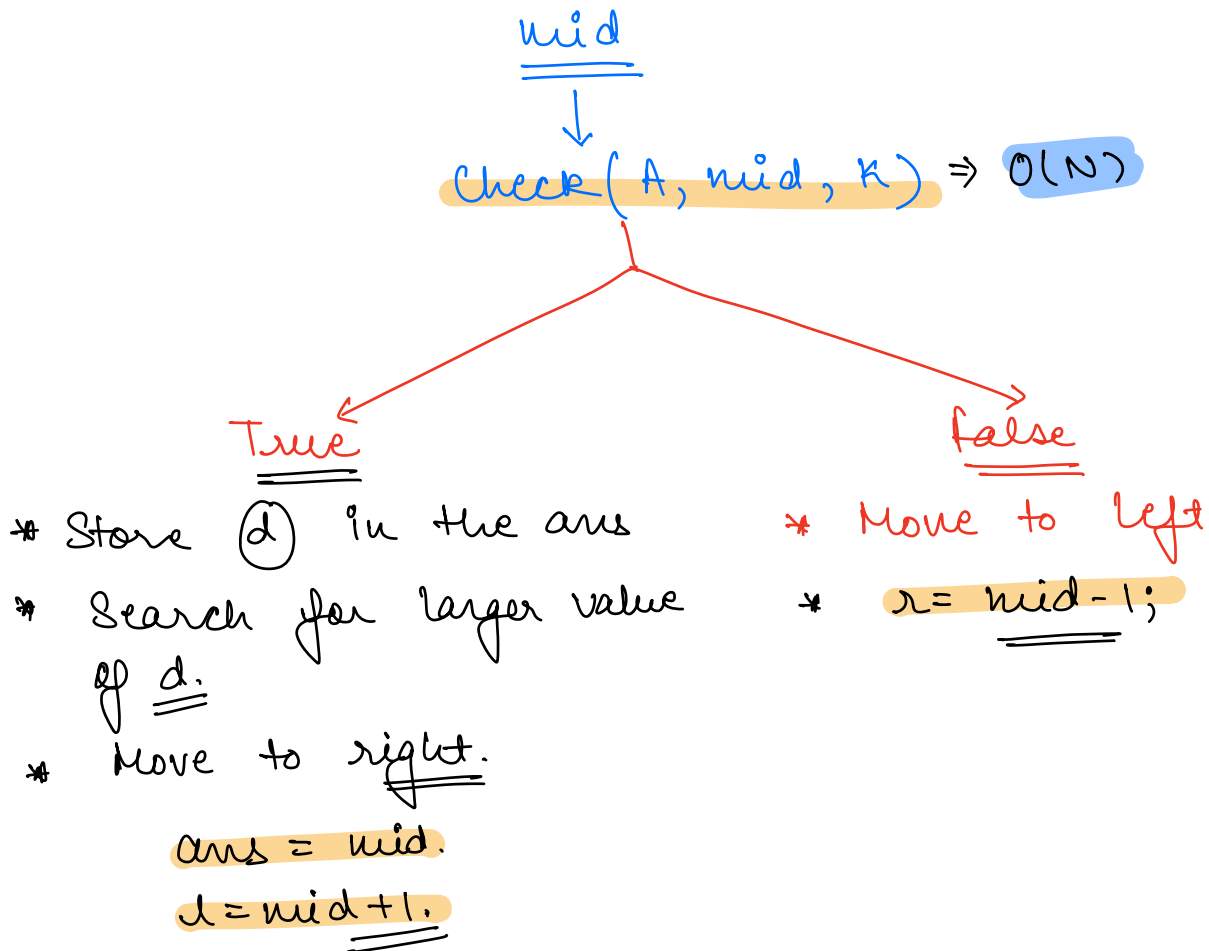 mid
Check(A, mid, K) ⇒ O(N)
True
* Store d in the ans
* Search for larger value
of d.
* Move to right.
ans = mid.
l = mid+1.
False
* Move to left
* r = mid-1;